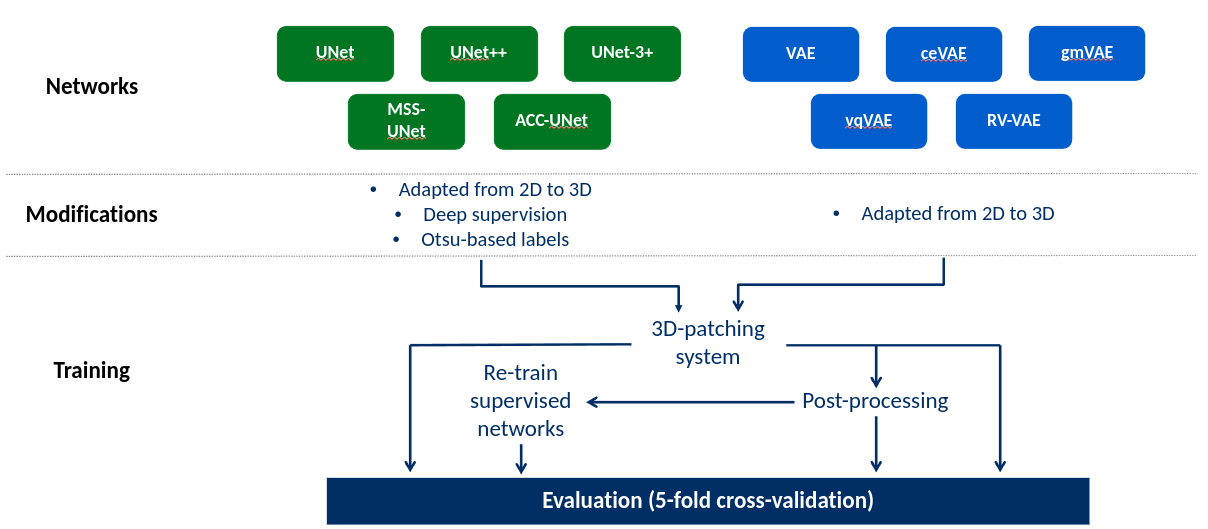 Networks
UNet
UNet++
UNet-3+
VAE
ceVAE
gmVAE
MSS-
UNet
ACC-UNet
vqVAE
RV-VAE
Modifications
• Adapted from 2D to 3D
• Deep supervision
• Otsu-based labels
• Adapted from 2D to 3D
Training
3D-patching
system
Re-train
supervised
networks
Post-processing
Evaluation (5-fold cross-validation)